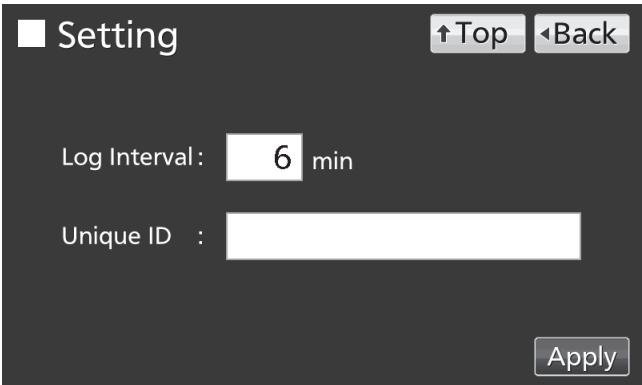 Setting
↑Top
◂Back
Log Interval: 6 min
Unique ID :
Apply